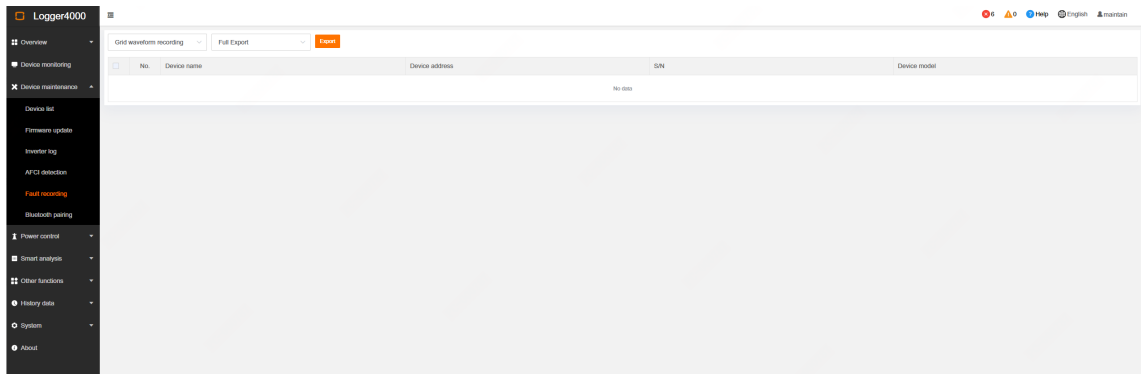 Logger4000
6 0 Help English maintain
Overview
Device monitoring
Device maintenance
Device list
Firmware update
Inverter log
AFCI detection
Fault recording
Bluetooth pairing
Power control
Smart analysis
Other functions
History data
System
About
Grid waveform recording Full Export Export
No. Device name Device address S/N Device model
No data